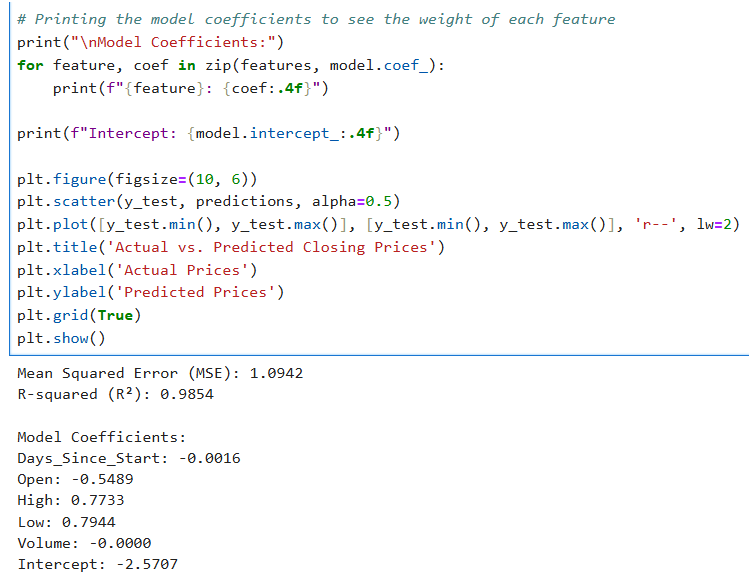 # Printing the model coefficients to see the weight of each feature
print("\nModel Coefficients:")
for feature, coef in zip(features, model.coef_):
    print(f"{feature}: {coef:.4f}")
print(f"Intercept: {model.intercept_:.4f}")
plt.figure(figsize=(10, 6))
plt.scatter(y_test, predictions, alpha=0.5)
plt.plot([y_test.min(), y_test.max()], [y_test.min(), y_test.max()], 'r--', lw=2)
plt.title('Actual vs. Predicted Closing Prices')
plt.xlabel('Actual Prices')
plt.ylabel('Predicted Prices')
plt.grid(True)
plt.show()
Mean Squared Error (MSE): 1.0942
R-squared (R²): 0.9854
Model Coefficients:
Days_Since_Start: -0.0016
Open: -0.5489
High: 0.7733
Low: 0.7944
Volume: -0.0000
Intercept: -2.5707